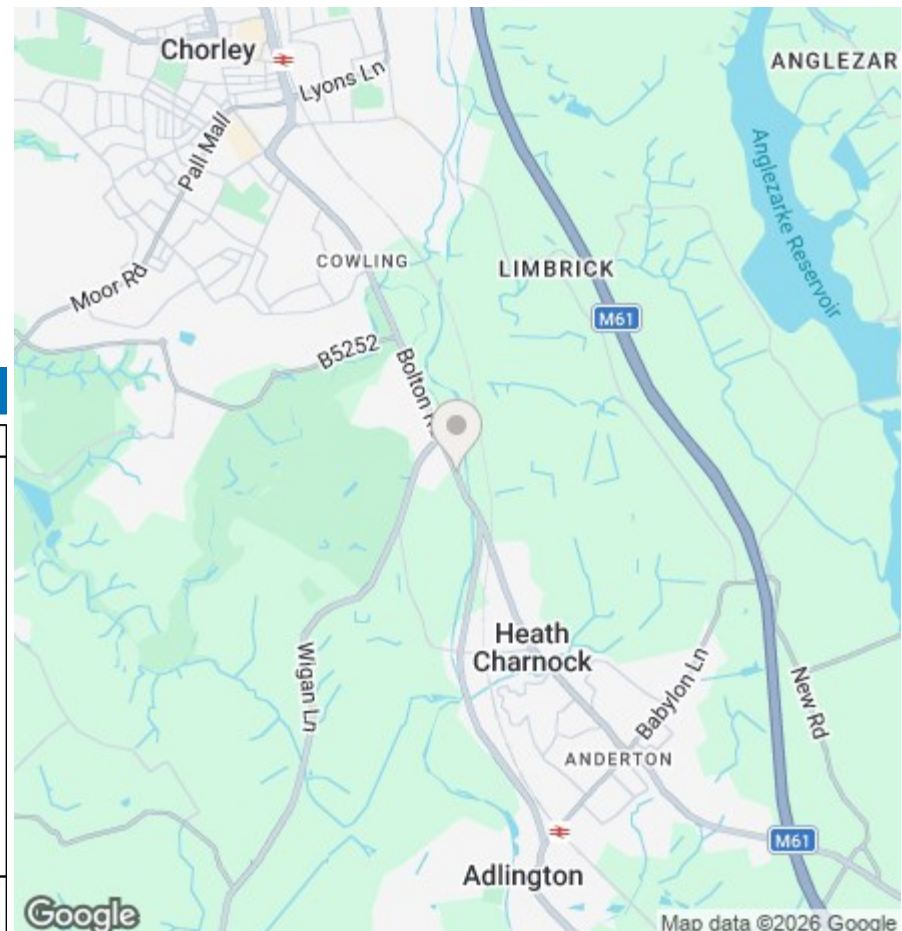 Chorley
Lyons Ln
ANGLEZAR
Pall Mall
Anglezarke Reservoir
COWLING
LIMBRICK
Moor Rd
M61
B5252
Bolton R
Heath
Charnock
Wigan Ln
Babylon Ln
New Rd
ANDERTON
M61
Adlington
Google
Map data ©2026 Google